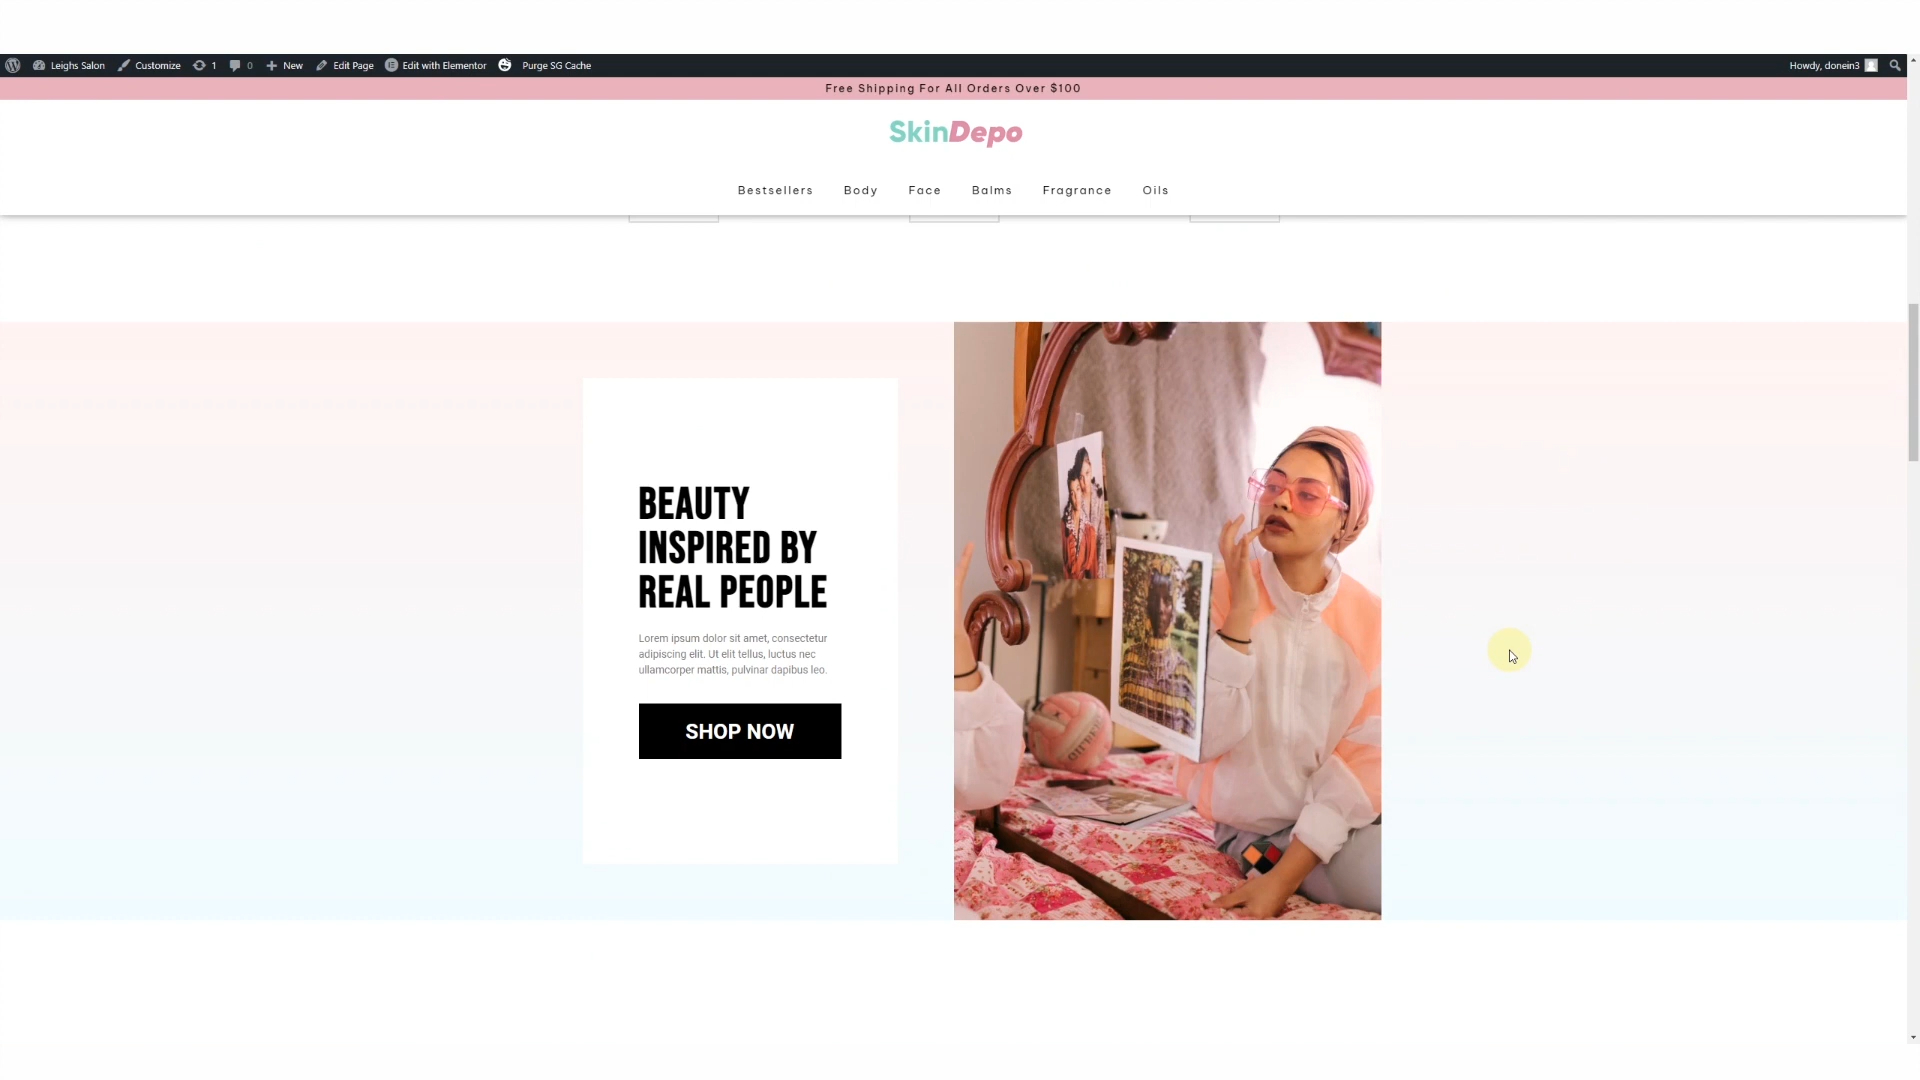 Leighs Salon Customize 1 0 New Edit Page Edit with Elementor Purge SG Cache Howdy, donein3
Free Shipping For All Orders Over $100
SkinDepo
Bestsellers Body Face Balms Fragrance Oils
BEAUTY
INSPIRED BY
REAL PEOPLE
Lorem ipsum dolor sit amet, consectetur
adipiscing elit. Ut elit tellus, luctus nec
ullamcorper mattis, pulvinar dapibus leo.
SHOP NOW